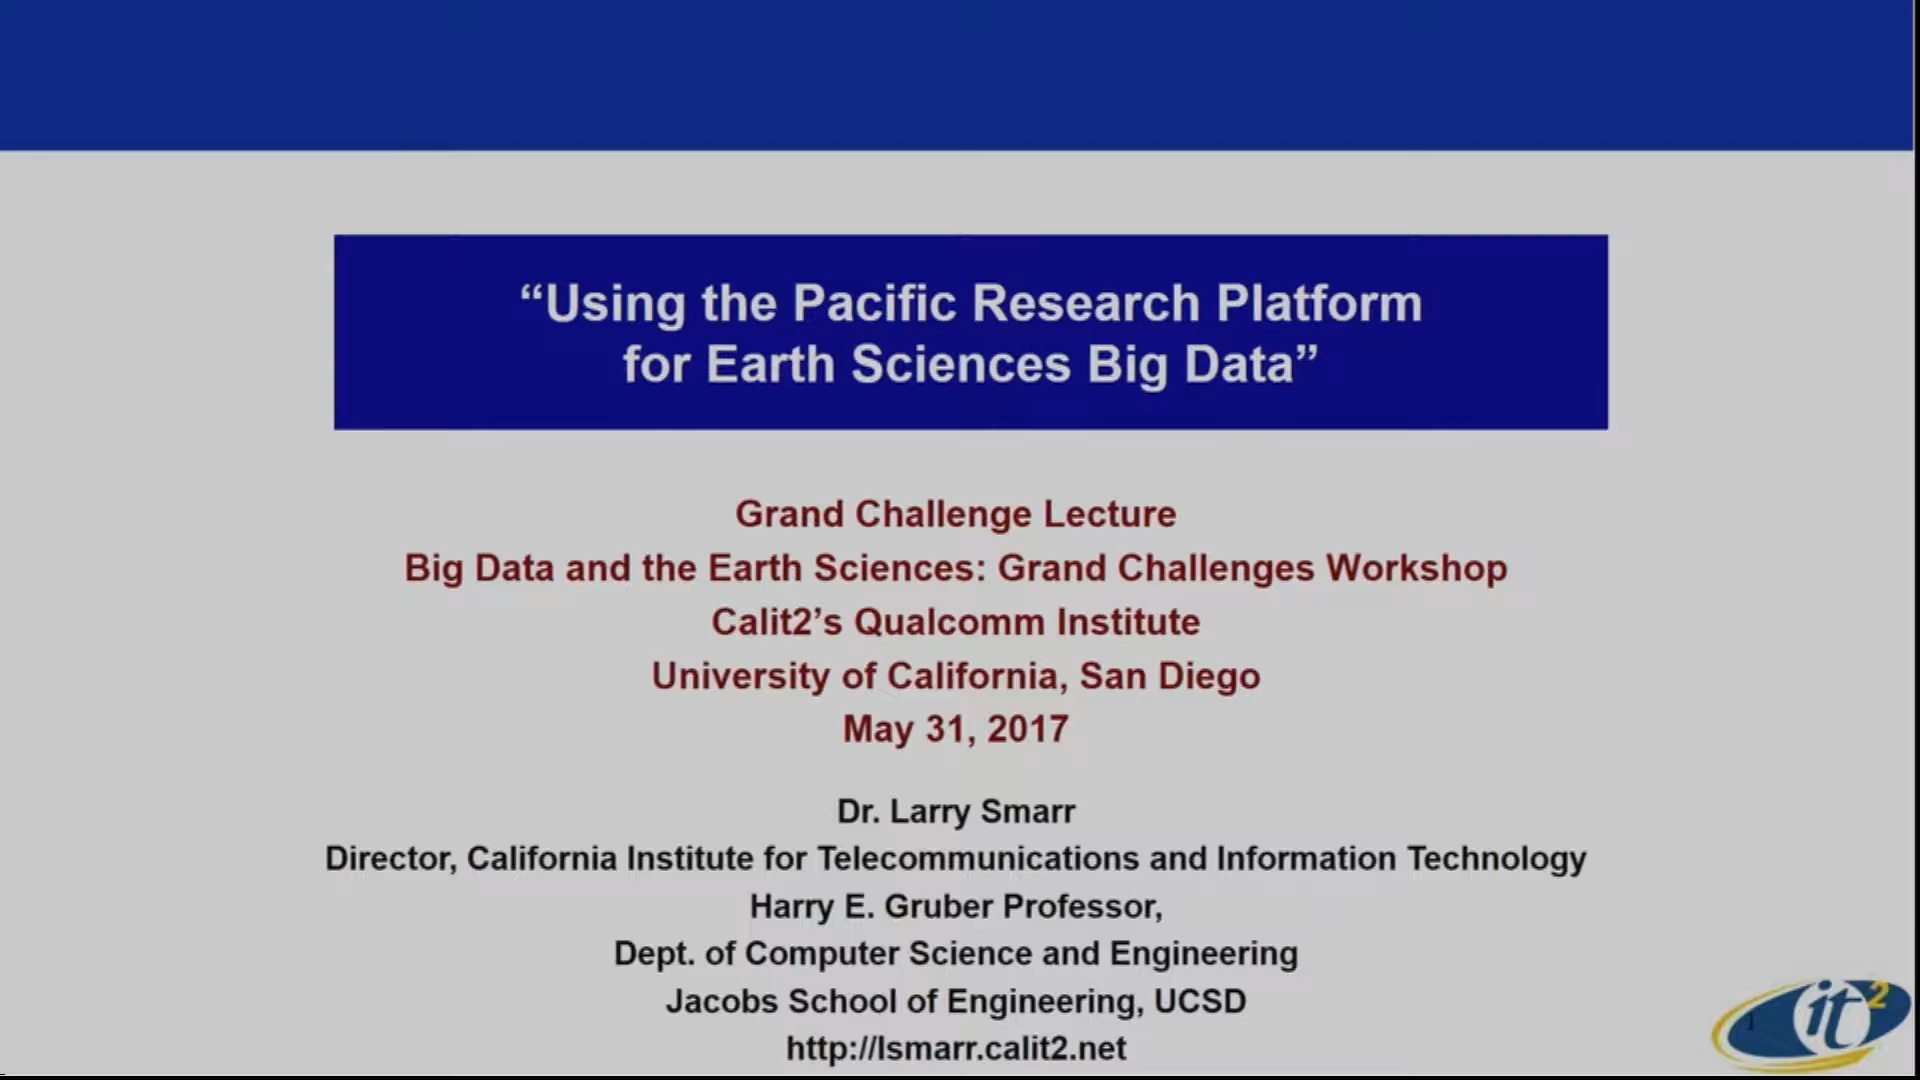 “Using the Pacific Research Platform
for Earth Sciences Big Data”
Grand Challenge Lecture
Big Data and the Earth Sciences: Grand Challenges Workshop
Calit2’s Qualcomm Institute
University of California, San Diego
May 31, 2017
Dr. Larry Smarr
Director, California Institute for Telecommunications and Information Technology
Harry E. Gruber Professor,
Dept. of Computer Science and Engineering
Jacobs School of Engineering, UCSD
http://lsmarr.calit2.net
1
it2